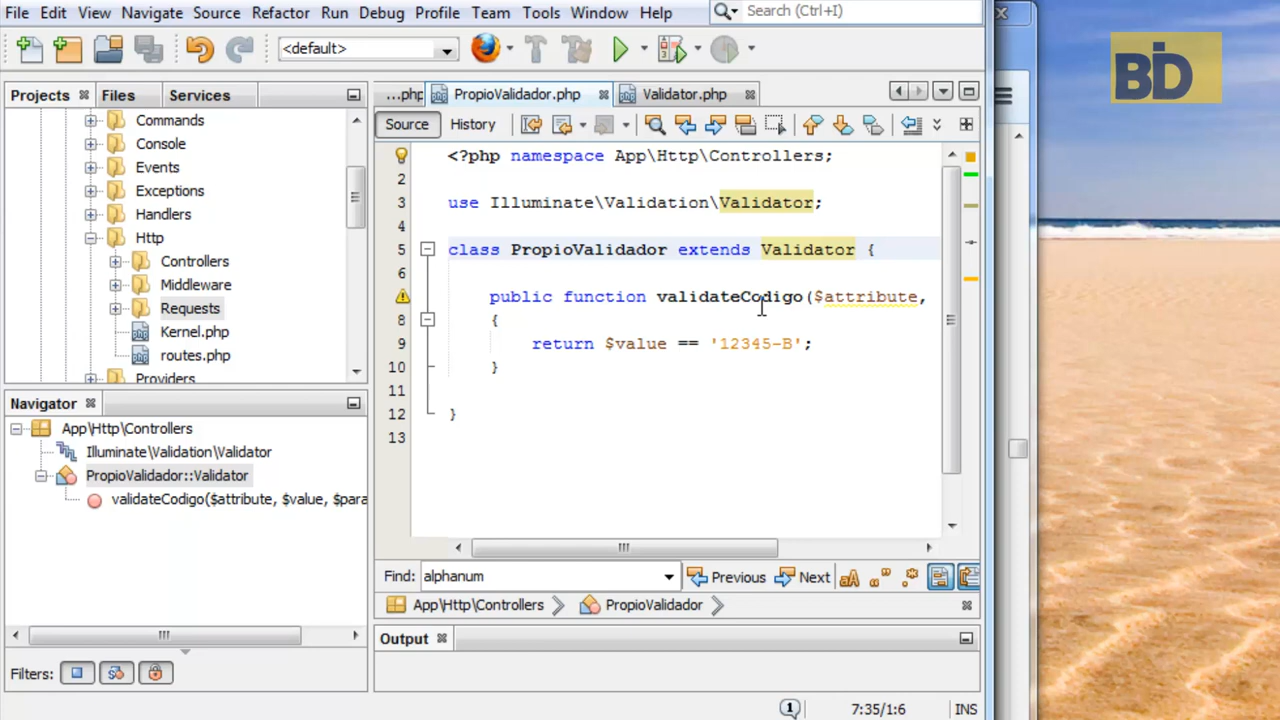 File Edit View Navigate Source Refactor Run Debug Profile Team Tools Window Help
Search (Ctrl+I)
<default>
BiD
Projects Files Services
...php PropioValidador.php Validator.php
Source History
Commands
Console
Events
Exceptions
Handlers
Http
Controllers
Middleware
Requests
Kernel.php
routes.php
Providers
<?php namespace App\Http\Controllers;
2
3 use Illuminate\Validation\Validator;
4
5 class PropioValidador extends Validator {
6
public function validateCodigo($attribute,
8 {
9 return $value == '12345-B';
10 }
11
12 }
13
Navigator
App\Http\Controllers
Illuminate\Validation\Validator
PropioValidador::Validator
validateCodigo($attribute, $value, $para
Filters:
Find: alphanum Previous Next
App\Http\Controllers PropioValidador
Output
1 7:35/1:6 INS